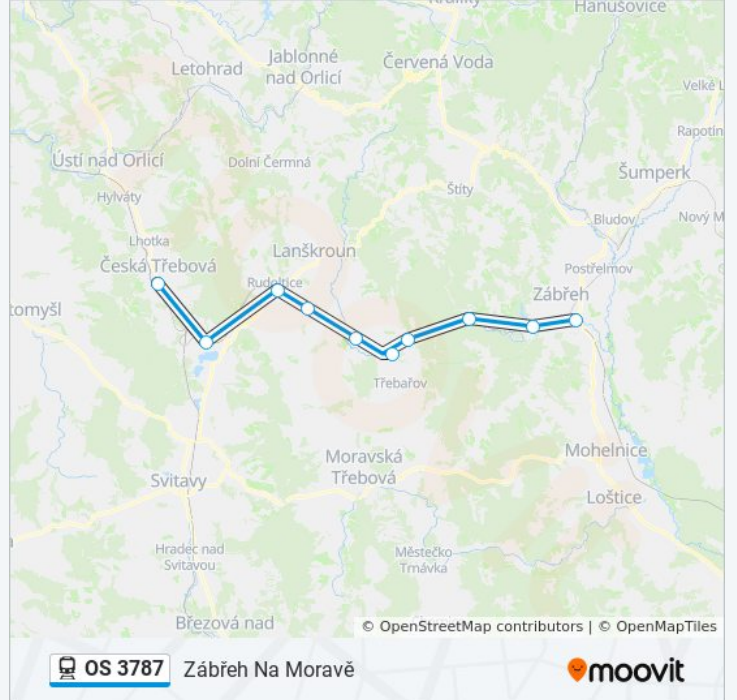 Hanušovice
Jablonné
nad Orlicí
Letohrad
Červená Voda
Velké L
Rapotin
Ústí nad Orlicí
Dolní Čermná
Šumperk
Štíty
Hylváty
Bludov
Nový M
Lhotka
Lanškroun
Česká Třebová
Postřelmov
Rudoltice
Zábřeh
tomyšl
Třebařov
Moravská
Třebová
Mohelnice
Svitavy
Loštice
Hradec nad
Svitavou
Městečko
Trnávka
Březová nad
© OpenStreetMap contributors | © OpenMapTiles
OS 3787
Zábřeh Na Moravě
moovit